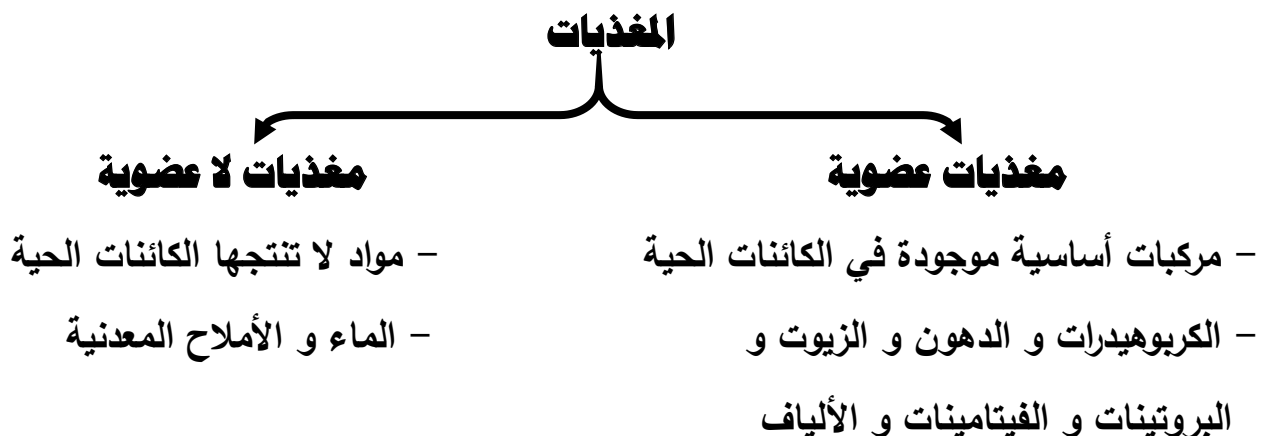 المغذيات
مغذيات عضوية
– مركبات أساسية موجودة في الكائنات الحية
– الكربوهيدرات و الدهون و الزيوت و
البروتينات و الفيتامينات و الألياف
مغذيات لا عضوية
– مواد لا تنتجها الكائنات الحية
– الماء و الأملاح المعدنية